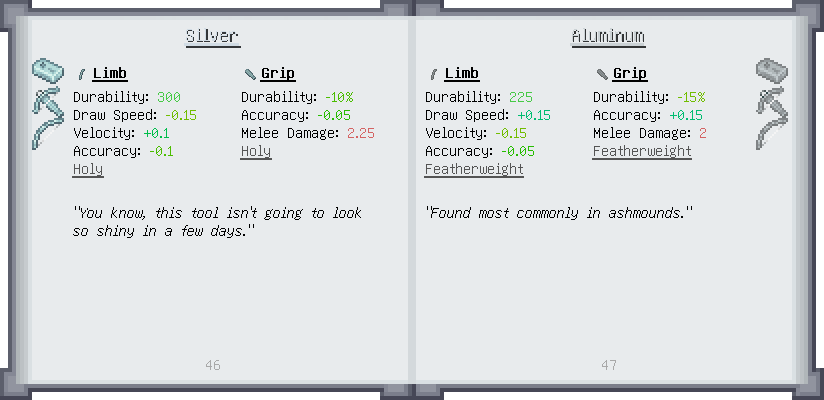 Silver
Limb
Durability: 300
Draw Speed: -0.15
Velocity: +0.1
Accuracy: -0.1
Holy
Grip
Durability: -10%
Accuracy: -0.05
Melee Damage: 2.25
Holy
"You know, this tool isn't going to look
so shiny in a few days."
46
Aluminum
Limb
Durability: 225
Draw Speed: +0.15
Velocity: -0.15
Accuracy: -0.05
Featherweight
Grip
Durability: -15%
Accuracy: +0.15
Melee Damage: 2
Featherweight
"Found most commonly in ashmounds."
47